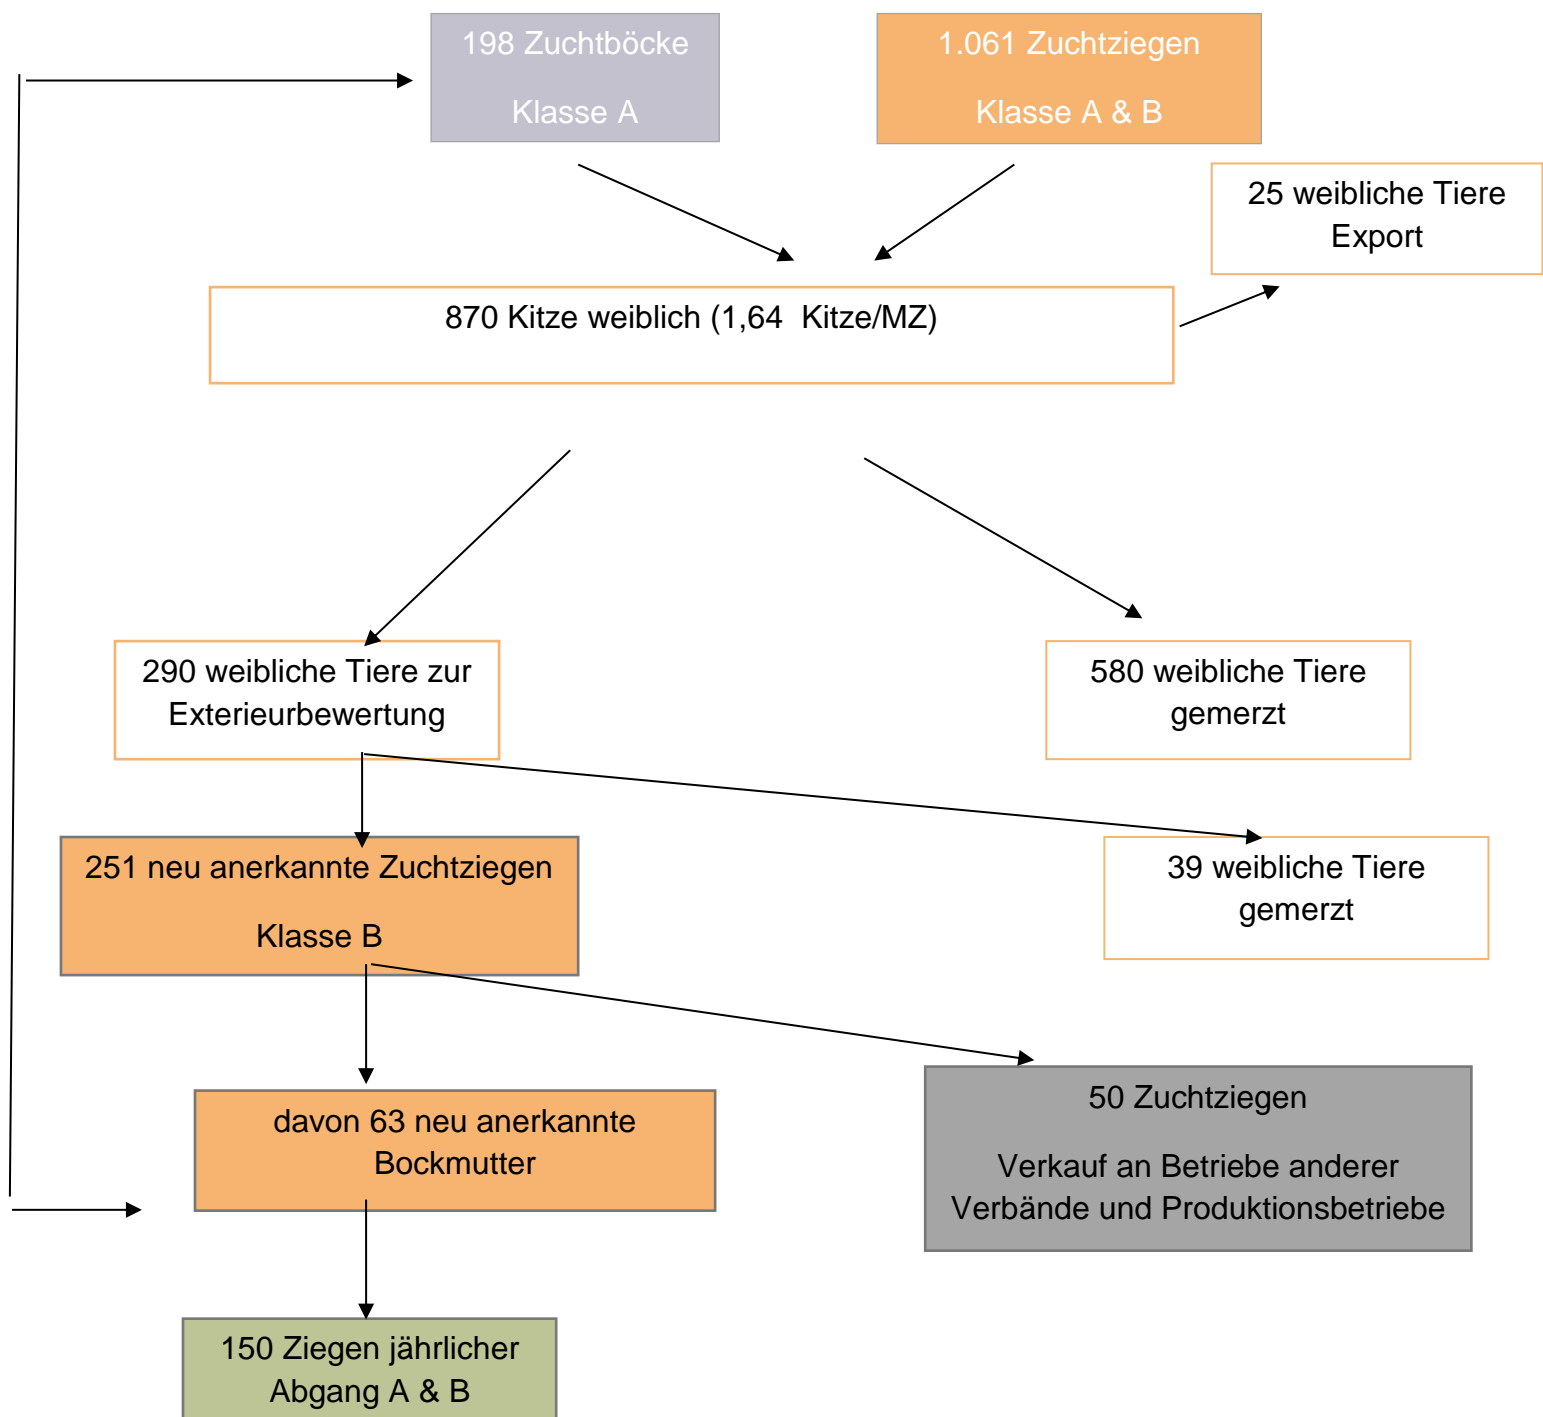 198 Zuchtböcke
Klasse A
1.061 Zuchtziegen
Klasse A & B
25 weibliche Tiere
Export
870 Kitze weiblich (1,64  Kitze/MZ)
290 weibliche Tiere zur
Exterieurbewertung
580 weibliche Tiere
gemerzt
251 neu anerkannte Zuchtziegen
Klasse B
39 weibliche Tiere
gemerzt
davon 63 neu anerkannte
Bockmutter
50 Zuchtziegen
Verkauf an Betriebe anderer
Verbände und Produktionsbetriebe
150 Ziegen jährlicher
Abgang A & B